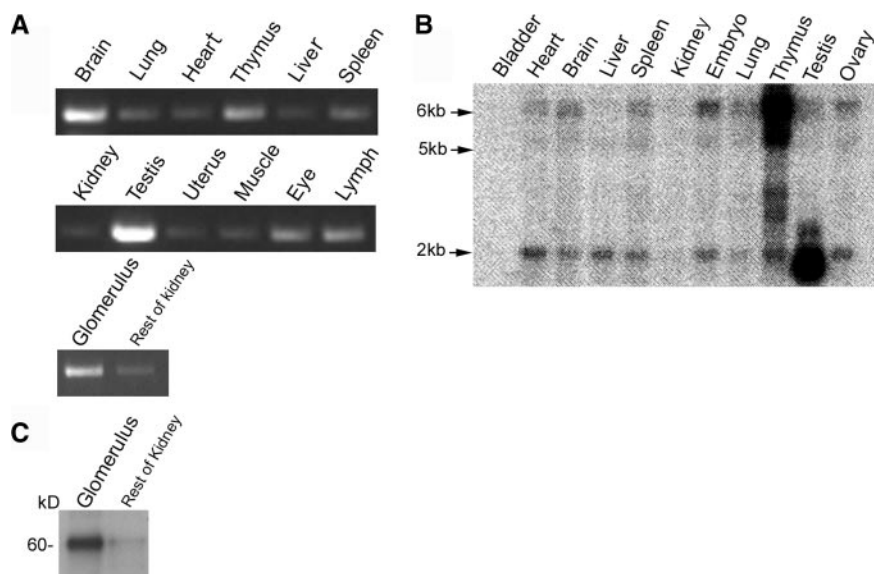 A
Brain Lung Heart Thymus Liver Spleen
Kidney Testis Uterus Muscle Eye Lymph
Glomerulus Rest of kidney
B
Bladder Heart Brain Liver Spleen Kidney Embryo Lung Thymus Testis Ovary
6kb
5kb
2kb
C
Glomerulus Rest of Kidney
kD
60-